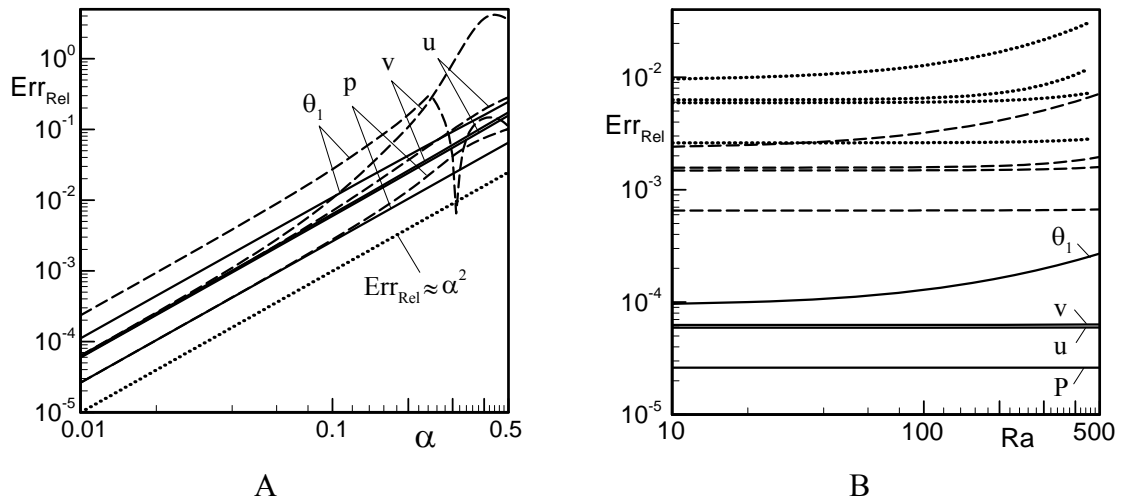 10^0
Err_Rel
10^-1
10^-2
10^-3
10^-4
10^-5
0.01
0.1
α
0.5
θ_1
p
v
u
Err_Rel ≈ α^2
A
10^-2
Err_Rel
10^-3
10^-4
10^-5
10
100
Ra
500
θ_1
v
u
P
B